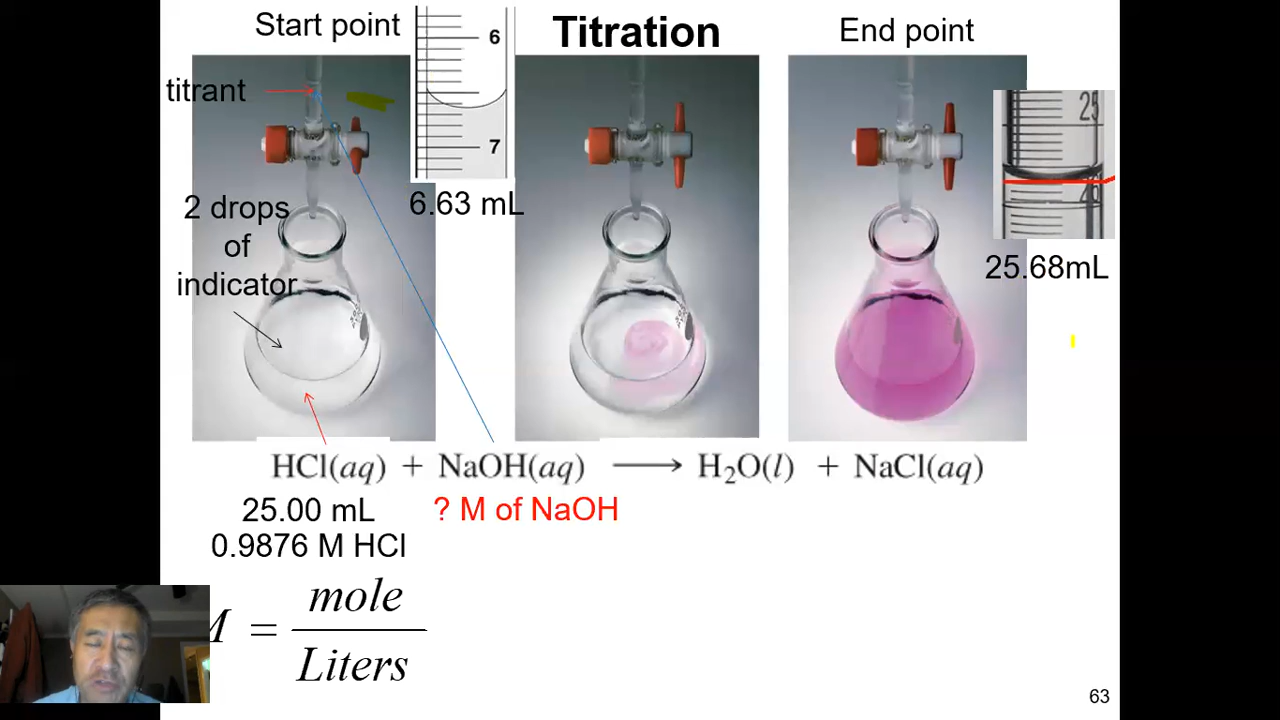 Start point
Titration
End point
6
7
25
titrant
6.63 mL
25.68mL
2 drops
of
indicator
HCl(aq) + NaOH(aq) ⟶ H₂O(l) + NaCl(aq)
25.00 mL
? M of NaOH
0.9876 M HCl
M = mole
Liters
63